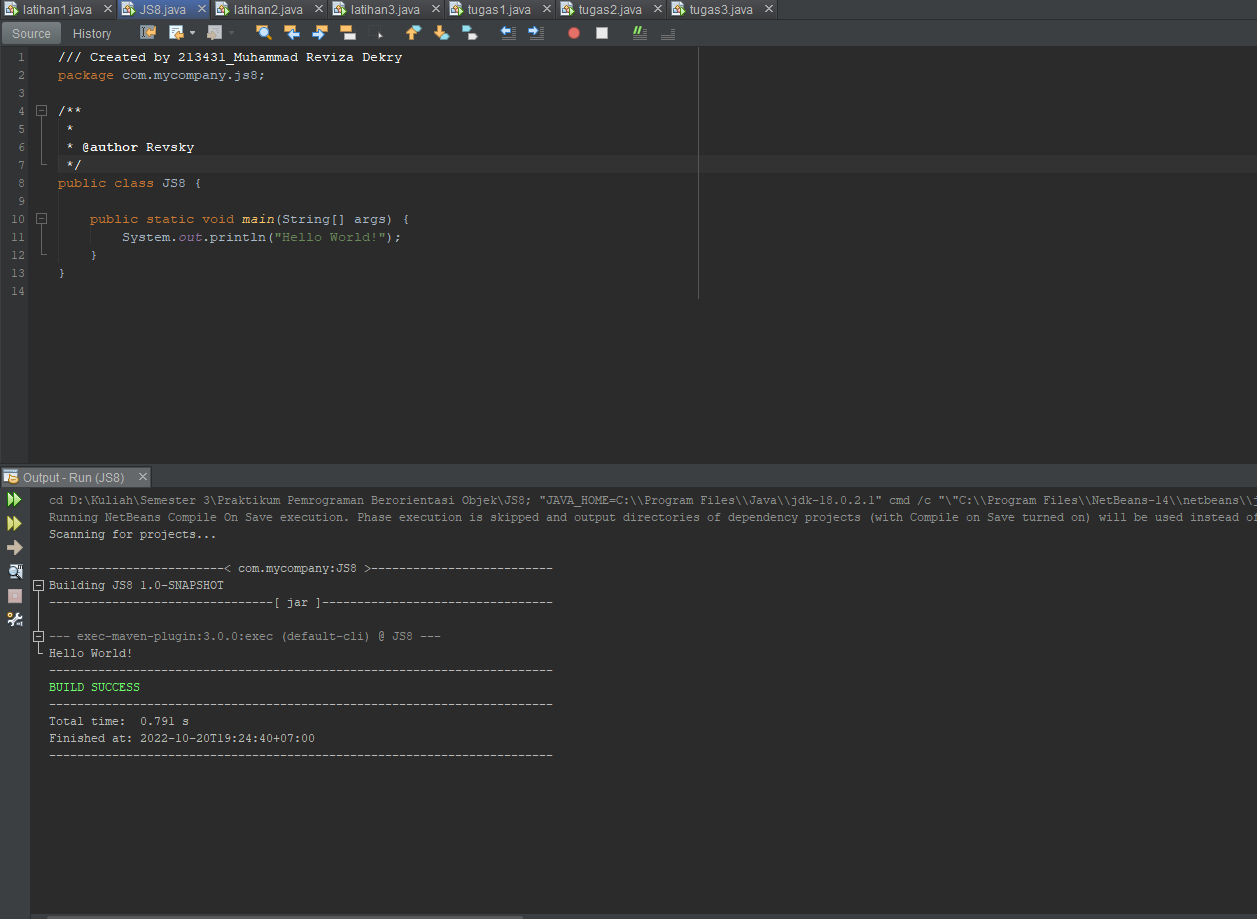 latihan1.java JS8.java latihan2.java latihan3.java tugas1.java tugas2.java tugas3.java
Source History
1 /// Created by 213431_Muhammad Reviza Dekry
2 package com.mycompany.js8;
3
4 /**
5 *
6 * @author Revsky
7 */
8 public class JS8 {
9
10 public static void main(String[] args) {
11 System.out.println("Hello World!");
12 }
13 }
14
Output - Run (JS8)
cd D:\Kuliah\Semester 3\Praktikum Pemrograman Berorientasi Objek\JS8; "JAVA_HOME=C:\\Program Files\\Java\\jdk-18.0.2.1" cmd /c "\"C:\\Program Files\\NetBeans-14\\netbeans\\j
Running NetBeans Compile On Save execution. Phase execution is skipped and output directories of dependency projects (with Compile on Save turned on) will be used instead of
Scanning for projects...
-------------------------< com.mycompany:JS8 >--------------------------
Building JS8 1.0-SNAPSHOT
--------------------------------[ jar ]---------------------------------
--- exec-maven-plugin:3.0.0:exec (default-cli) @ JS8 ---
Hello World!
------------------------------------------------------------------------
BUILD SUCCESS
------------------------------------------------------------------------
Total time:  0.791 s
Finished at: 2022-10-20T19:24:40+07:00
------------------------------------------------------------------------